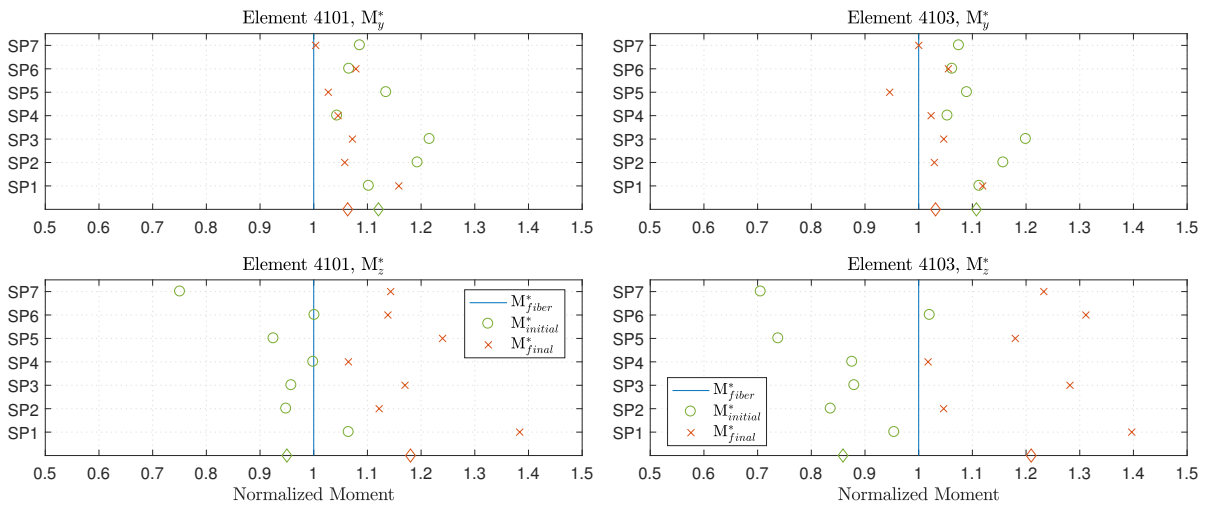 Element 4101, M*y
SP7
SP6
SP5
SP4
SP3
SP2
SP1
0.5 0.6 0.7 0.8 0.9 1 1.1 1.2 1.3 1.4 1.5
Element 4103, M*y
SP7
SP6
SP5
SP4
SP3
SP2
SP1
0.5 0.6 0.7 0.8 0.9 1 1.1 1.2 1.3 1.4 1.5
Element 4101, M*z
SP7
SP6
SP5
SP4
SP3
SP2
SP1
M*fiber
M*initial
M*final
0.5 0.6 0.7 0.8 0.9 1 1.1 1.2 1.3 1.4 1.5
Normalized Moment
Element 4103, M*z
SP7
SP6
SP5
SP4
SP3
SP2
SP1
M*fiber
M*initial
M*final
0.5 0.6 0.7 0.8 0.9 1 1.1 1.2 1.3 1.4 1.5
Normalized Moment